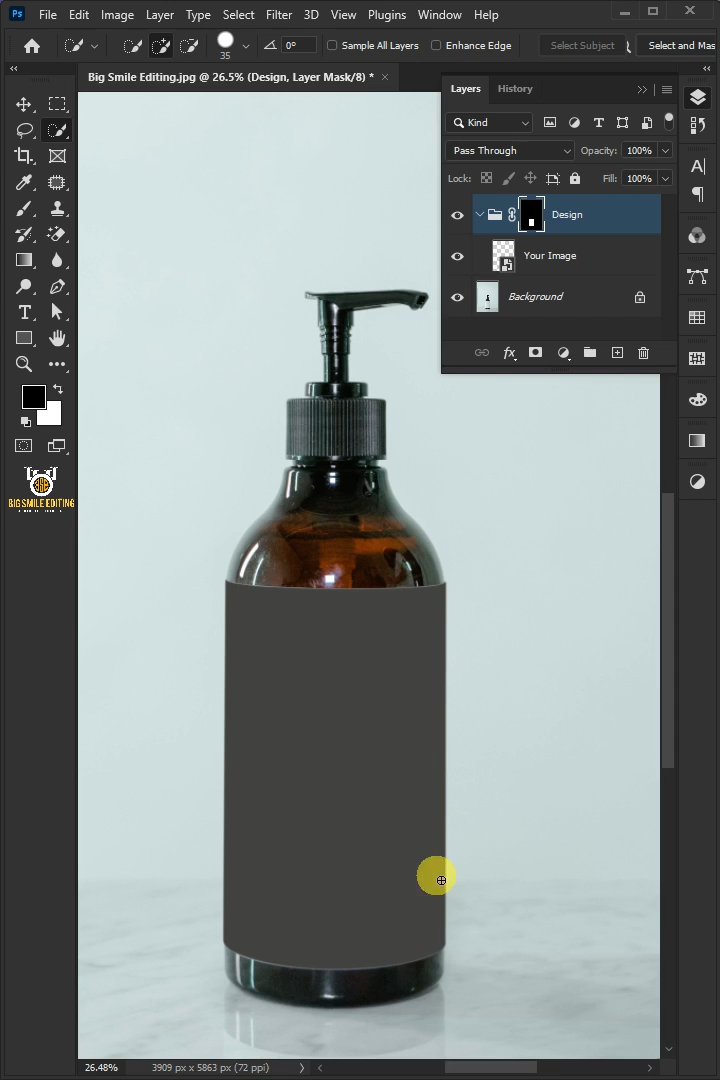 Ps File Edit Image Layer Type Select Filter 3D View Plugins Window Help
35 0° Sample All Layers Enhance Edge Select Subject Select and Mas
Big Smile Editing.jpg @ 26.5% (Design, Layer Mask/8) *
Layers History
Kind
Pass Through Opacity: 100%
Lock: Fill: 100%
Design
Your Image
Background
BIG SMILE EDITING
26.48% 3909 px x 5863 px (72 ppi)